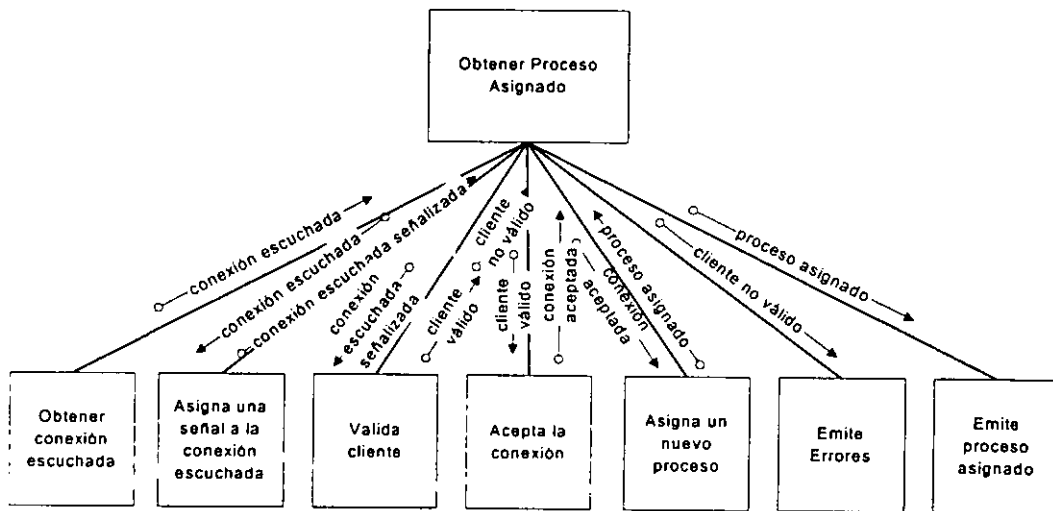 Obtener Proceso
Asignado
conexión escuchada
conexión escuchada
conexión escuchada señalizada
conexión
escuchada
señalizada
cliente
válido
cliente
no válido
cliente
válido
conexión
aceptada
conexión
aceptada
proceso asignado
cliente no válido
proceso asignado
Obtener
conexión
escuchada
Asigna una
señal a la
conexión
escuchada
Valida
cliente
Acepta la
conexión
Asigna un
nuevo
proceso
Emite
Errores
Emite
proceso
asignado